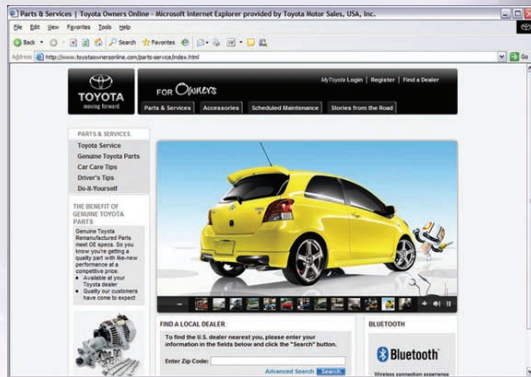 Parts & Services | Toyota Owners Online - Microsoft Internet Explorer provided by Toyota Motor Sales, USA, Inc.
File Edit View Favorites Tools Help
Back Search Favorites
Address http://www.toyotaownersonline.com/parts-service/index.html Go
TOYOTA
moving forward
FOR Owners
MyToyota Login | Register | Find a Dealer
Parts & Services Accessories Scheduled Maintenance Stories from the Road
PARTS & SERVICES
Toyota Service
Genuine Toyota Parts
Car Care Tips
Driver's Tips
Do-It-Yourself
THE BENEFIT OF
GENUINE TOYOTA
PARTS
Genuine Toyota
Remanufactured Parts
meet OE specs. So you
know you're getting a
quality part with like-new
performance at a
competitive price.
• Available at your
Toyota dealer
• Quality our customers
have come to expect
FIND A LOCAL DEALER
To find the U.S. dealer nearest you, please enter your
information in the fields below and click the "Search" button.
Enter Zip Code:
Advanced Search Search
BLUETOOTH
Bluetooth
Wireless connection experience